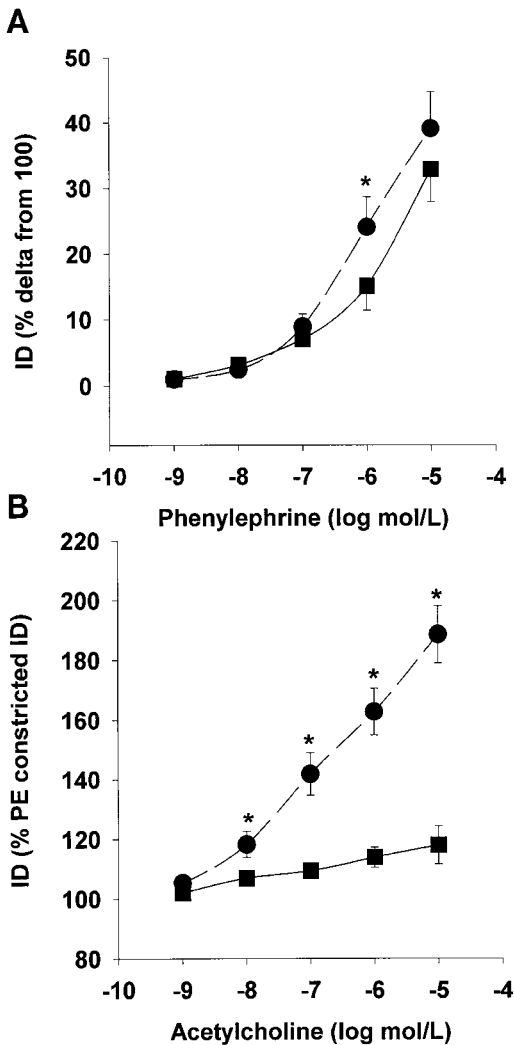 A
50
40
30
20
10
0
ID (% delta from 100)
*
-10 -9 -8 -7 -6 -5 -4
Phenylephrine (log mol/L)
B
220
200
180
160
140
120
100
80
ID (% PE constricted ID)
*
*
*
*
-10 -9 -8 -7 -6 -5 -4
Acetylcholine (log mol/L)